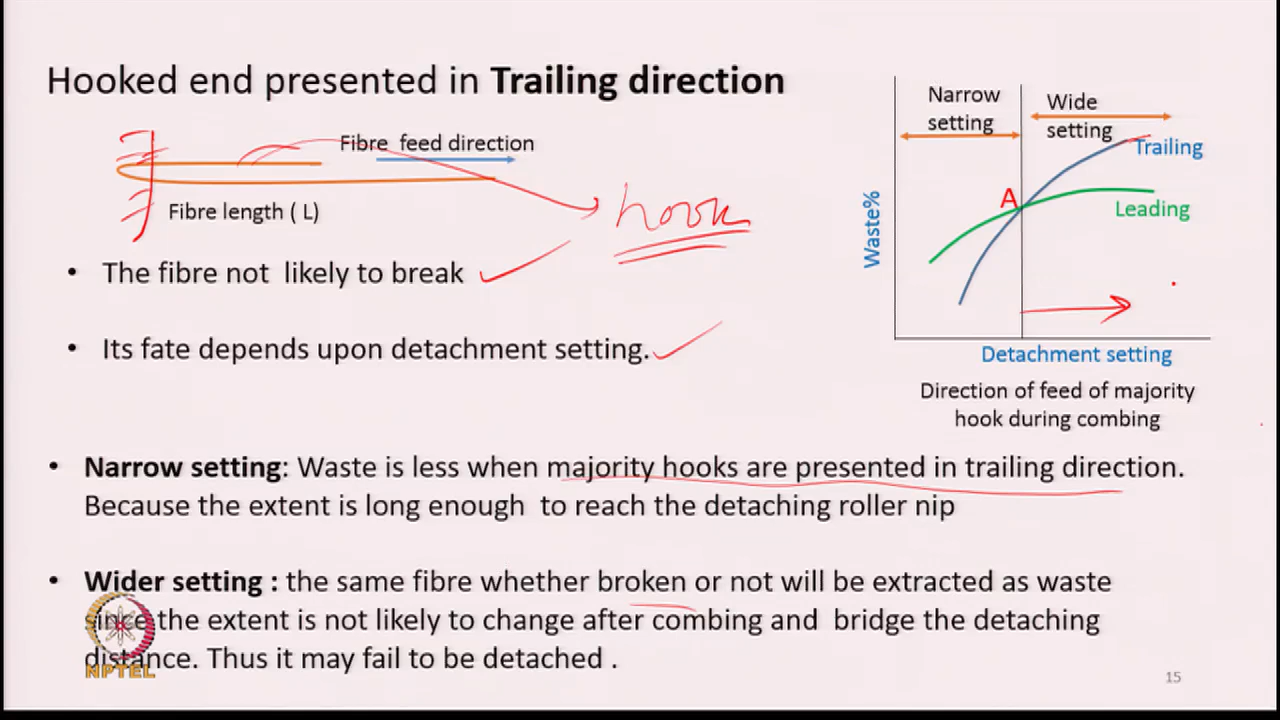 Hooked end presented in Trailing direction
Fibre feed direction
Fibre length ( L)
hook
• The fibre not likely to break
• Its fate depends upon detachment setting.
Narrow
setting
Wide
setting
Trailing
A
Leading
Waste%
Detachment setting
Direction of feed of majority
hook during combing
• Narrow setting: Waste is less when majority hooks are presented in trailing direction.
Because the extent is long enough to reach the detaching roller nip
• Wider setting : the same fibre whether broken or not will be extracted as waste
since the extent is not likely to change after combing and bridge the detaching
distance. Thus it may fail to be detached .
NPTEL
15